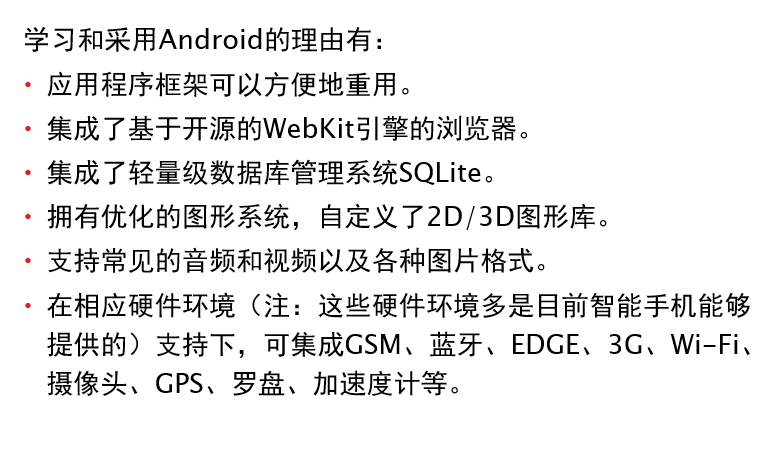 学习和采用Android的理由有：
• 应用程序框架可以方便地重用。
• 集成了基于开源的WebKit引擎的浏览器。
• 集成了轻量级数据库管理系统SQLite。
• 拥有优化的图形系统，自定义了2D/3D图形库。
• 支持常见的音频和视频以及各种图片格式。
• 在相应硬件环境（注：这些硬件环境多是目前智能手机能够
提供的）支持下，可集成GSM、蓝牙、EDGE、3G、Wi-Fi、
摄像头、GPS、罗盘、加速度计等。